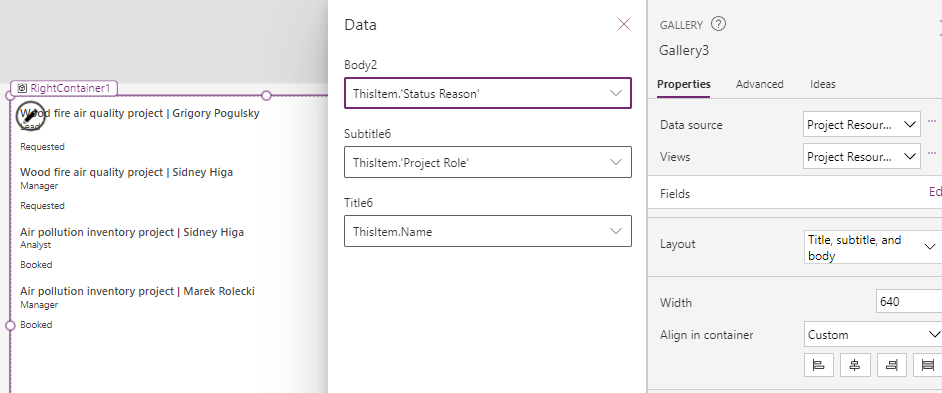 RightContainer1
Wood fire air quality project | Grigory Pogulsky
Lead
Requested
Wood fire air quality project | Sidney Higa
Manager
Requested
Air pollution inventory project | Sidney Higa
Analyst
Booked
Air pollution inventory project | Marek Rolecki
Manager
Booked
Data
Body2
ThisItem.'Status Reason'
Subtitle6
ThisItem.'Project Role'
Title6
ThisItem.Name
GALLERY ?
Gallery3
Properties Advanced Ideas
Data source Project Resour... ...
Views Project Resour... ...
Fields Ed
Layout Title, subtitle, and
body
Width 640
Align in container Custom